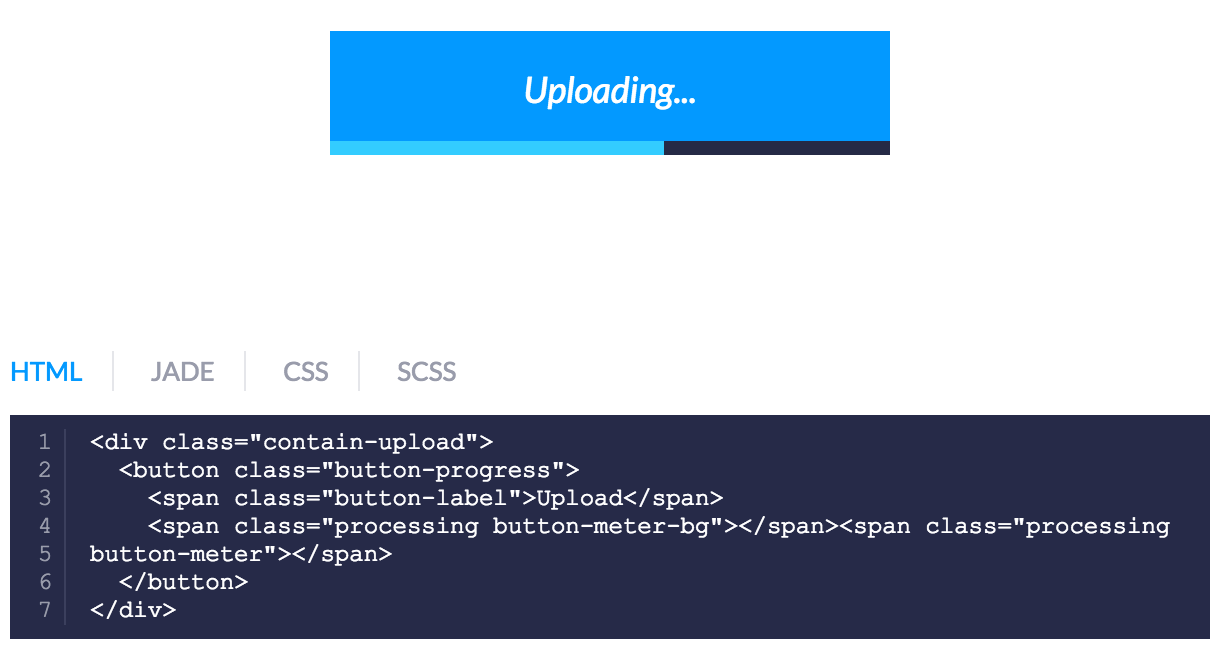 Uploading...
HTML
JADE
CSS
SCSS
1 <div class="contain-upload">
2   <button class="button-progress">
3     <span class="button-label">Upload</span>
4     <span class="processing button-meter-bg"></span><span class="processing
5 button-meter"></span>
6   </button>
7 </div>